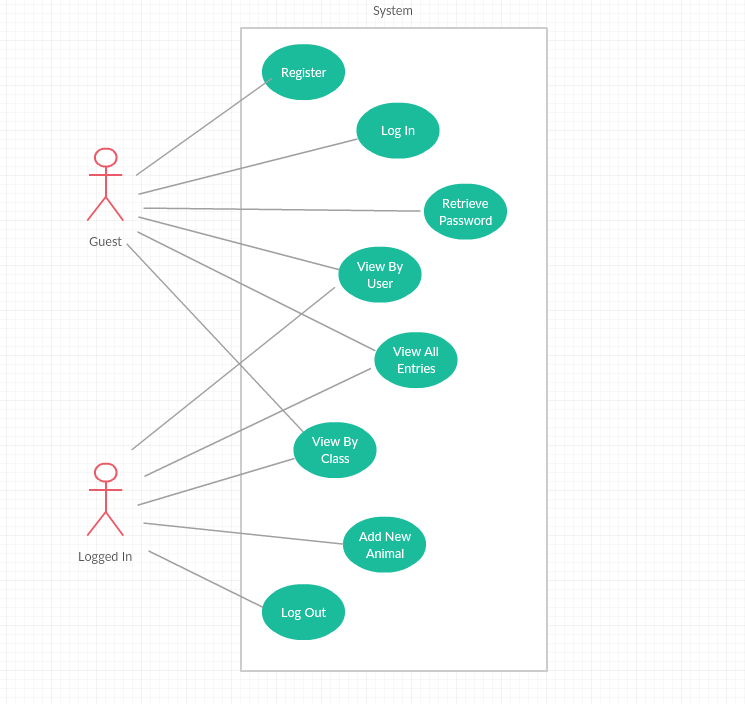 System
Register
Log In
Retrieve
Password
Guest
View By
User
View All
Entries
View By
Class
Add New
Animal
Logged In
Log Out